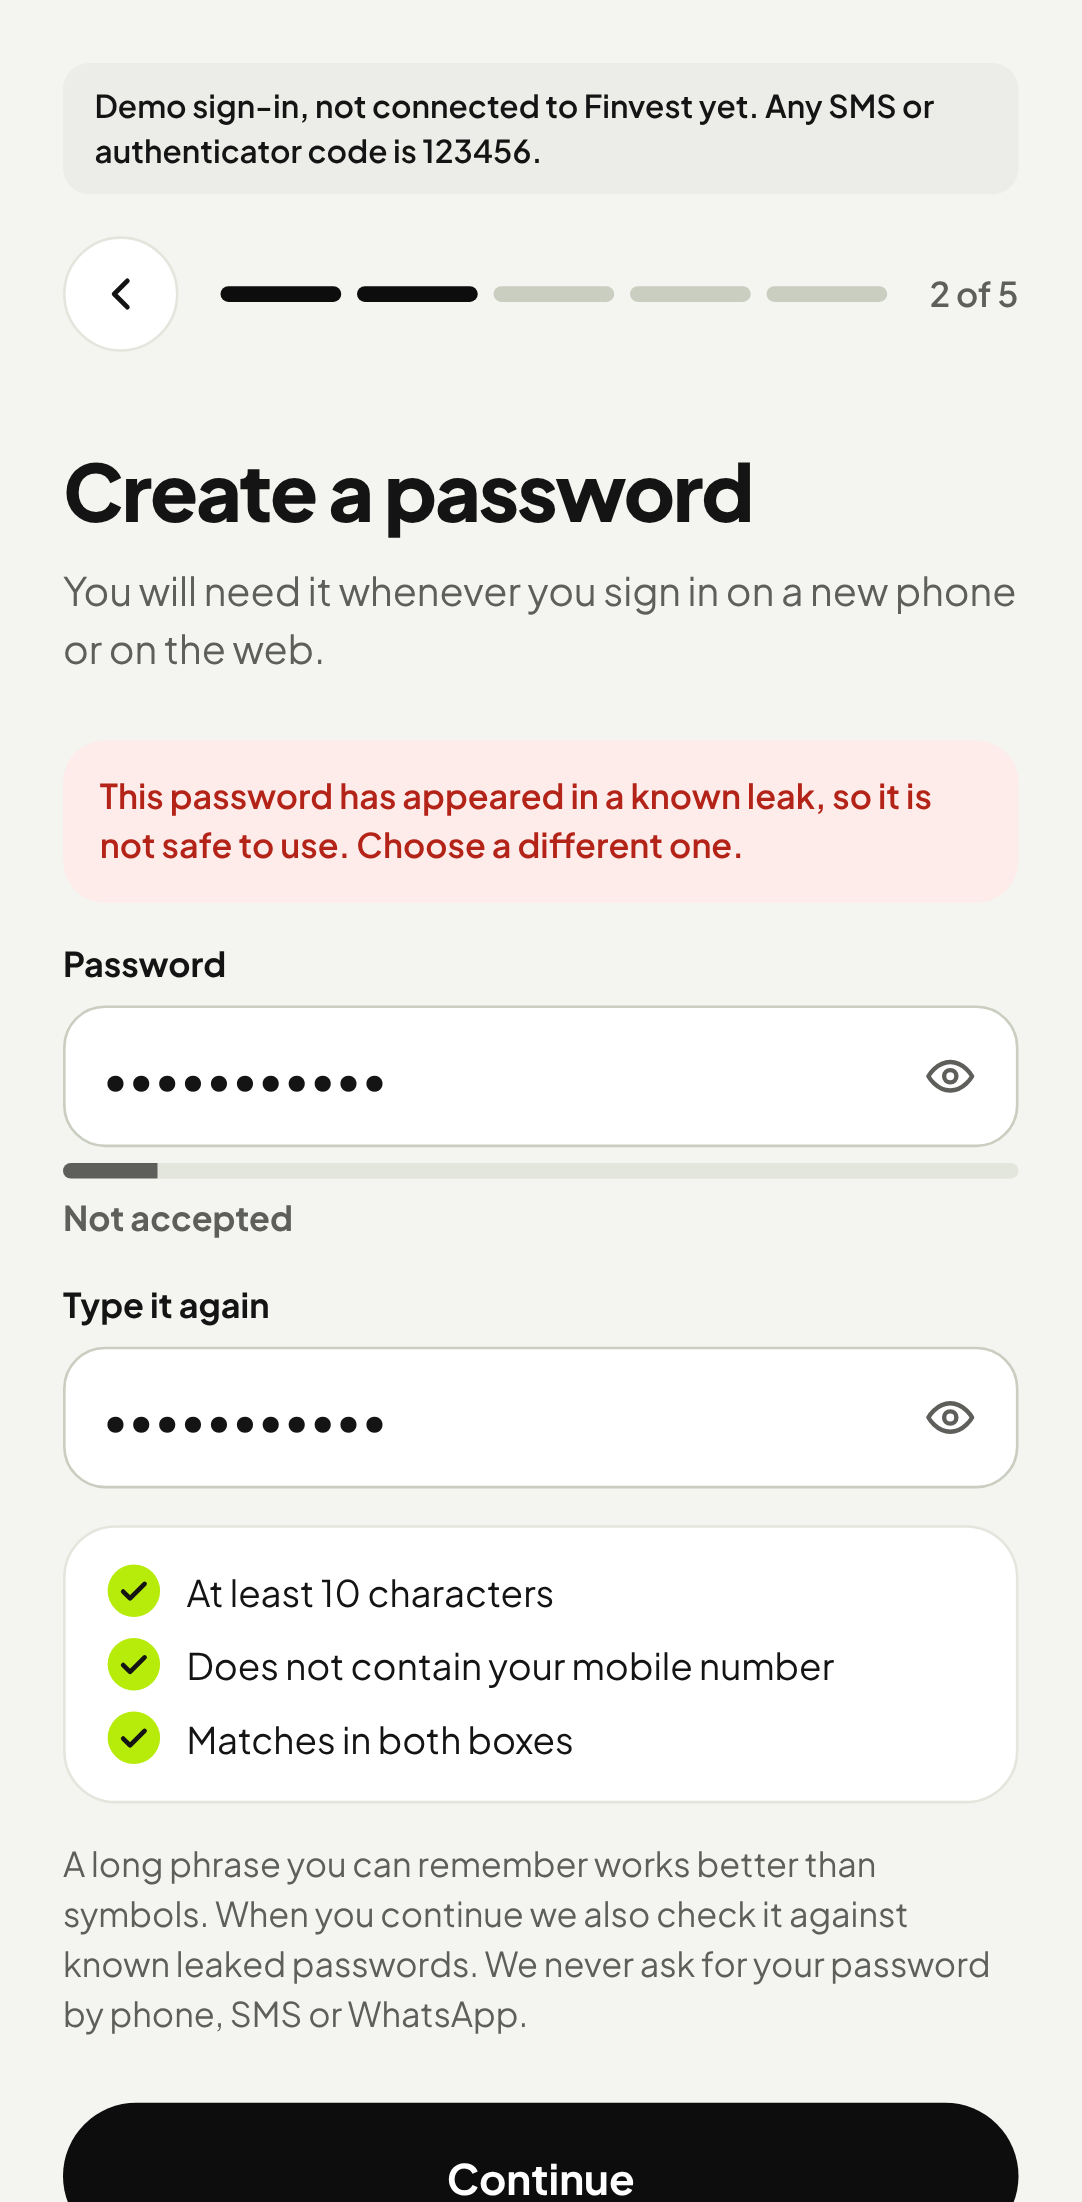 Demo sign-in, not connected to Finvest yet. Any SMS or
authenticator code is 123456.
2 of 5
Create a password
You will need it whenever you sign in on a new phone
or on the web.
This password has appeared in a known leak, so it is
not safe to use. Choose a different one.
Password
•••••••••••
Not accepted
Type it again
•••••••••••
At least 10 characters
Does not contain your mobile number
Matches in both boxes
A long phrase you can remember works better than
symbols. When you continue we also check it against
known leaked passwords. We never ask for your password
by phone, SMS or WhatsApp.
Continue